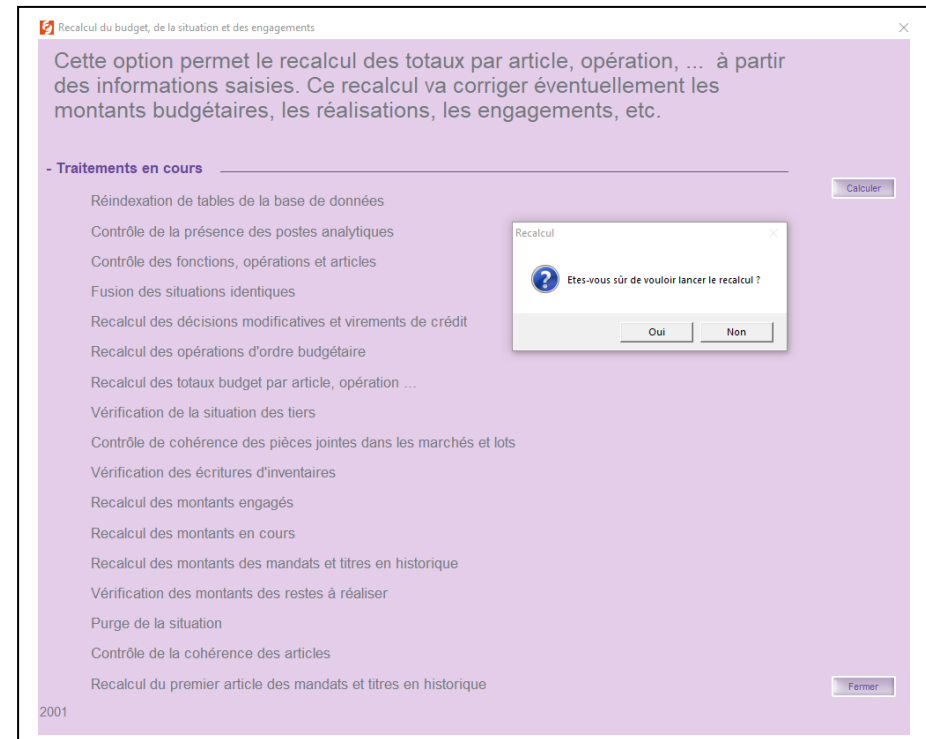 Recalcul du budget, de la situation et des engagements
Cette option permet le recalcul des totaux par article, opération, ... à partir
des informations saisies. Ce recalcul va corriger éventuellement les
montants budgétaires, les réalisations, les engagements, etc.
- Traitements en cours
Calculer
Réindexation de tables de la base de données
Contrôle de la présence des postes analytiques
Contrôle des fonctions, opérations et articles
Fusion des situations identiques
Recalcul des décisions modificatives et virements de crédit
Recalcul des opérations d'ordre budgétaire
Recalcul des totaux budget par article, opération ...
Vérification de la situation des tiers
Contrôle de cohérence des pièces jointes dans les marchés et lots
Vérification des écritures d'inventaires
Recalcul des montants engagés
Recalcul des montants en cours
Recalcul des montants des mandats et titres en historique
Vérification des montants des restes à réaliser
Purge de la situation
Contrôle de la cohérence des articles
Recalcul du premier article des mandats et titres en historique
Recalcul
Etes-vous sûr de vouloir lancer le recalcul ?
Oui
Non
Fermer
2001